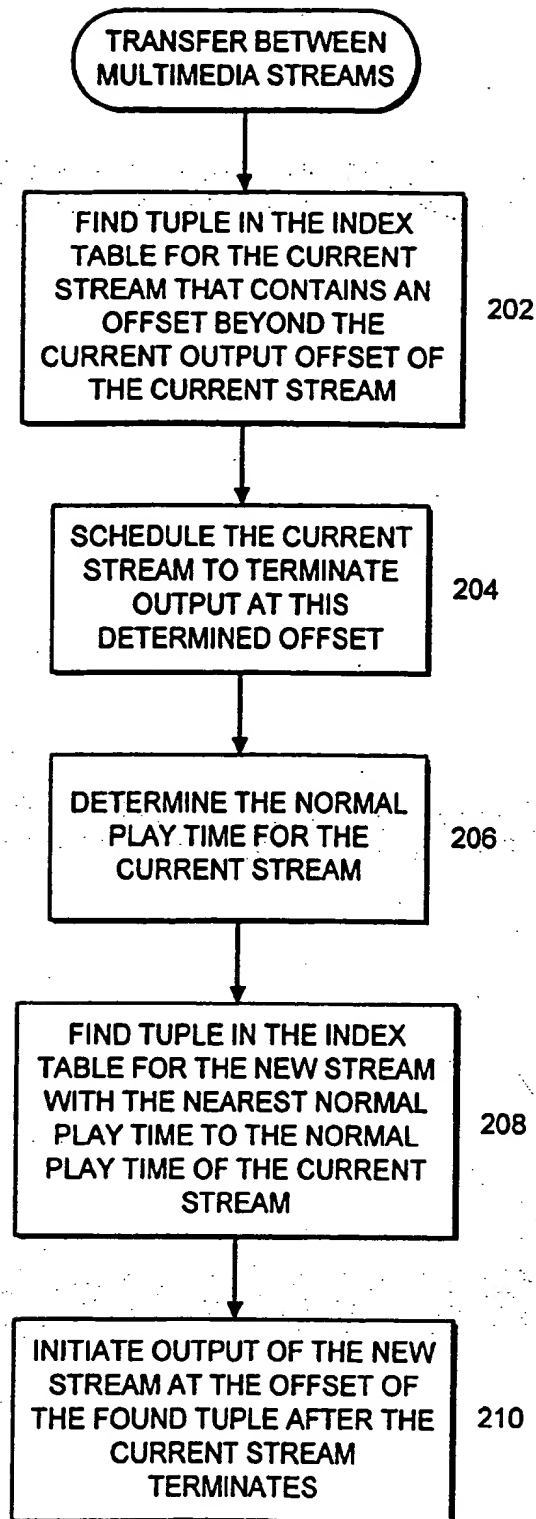 TRANSFER BETWEEN
MULTIMEDIA STREAMS
FIND TUPLE IN THE INDEX
TABLE FOR THE CURRENT
STREAM THAT CONTAINS AN
OFFSET BEYOND THE
CURRENT OUTPUT OFFSET OF
THE CURRENT STREAM
202
SCHEDULE THE CURRENT
STREAM TO TERMINATE
OUTPUT AT THIS
DETERMINED OFFSET
204
DETERMINE THE NORMAL
PLAY TIME FOR THE
CURRENT STREAM
206
FIND TUPLE IN THE INDEX
TABLE FOR THE NEW STREAM
WITH THE NEAREST NORMAL
PLAY TIME TO THE NORMAL
PLAY TIME OF THE CURRENT
STREAM
208
INITIATE OUTPUT OF THE NEW
STREAM AT THE OFFSET OF
THE FOUND TUPLE AFTER THE
CURRENT STREAM
TERMINATES
210